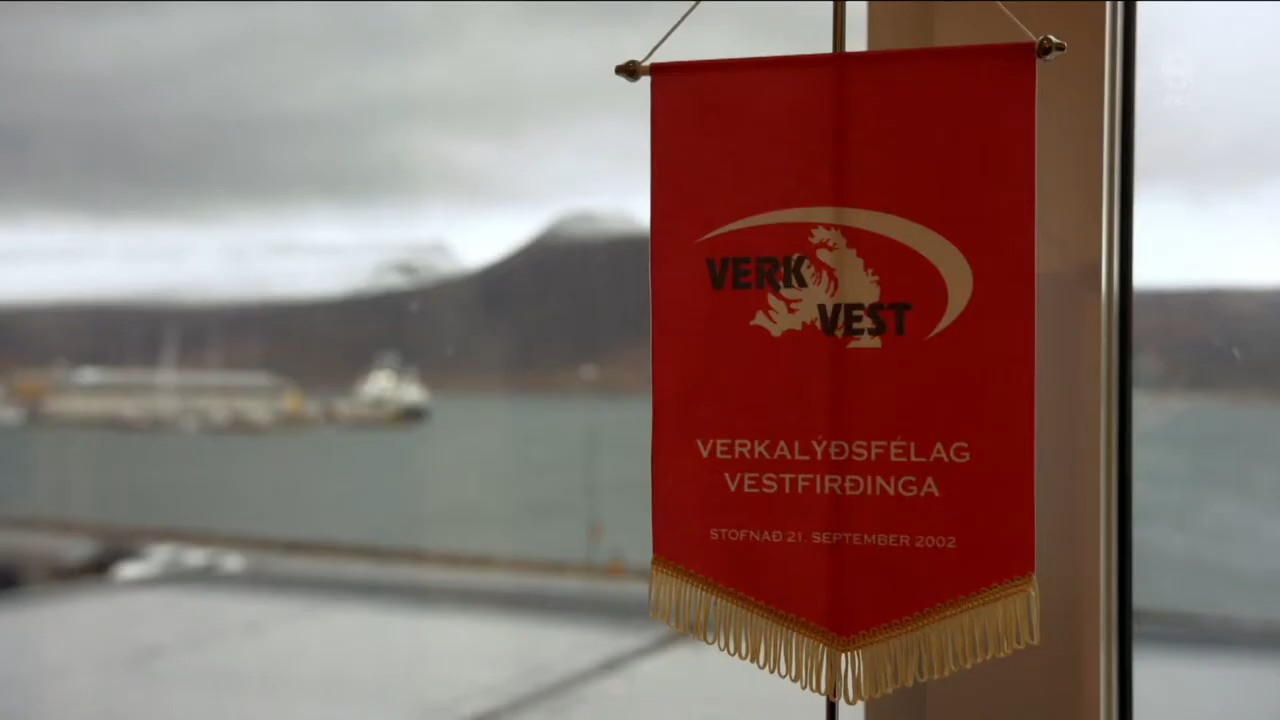 VERK
VEST
VERKALÝÐSFÉLAG
VESTFIRÐINGA
STOFNAÐ 21. SEPTEMBER 2002